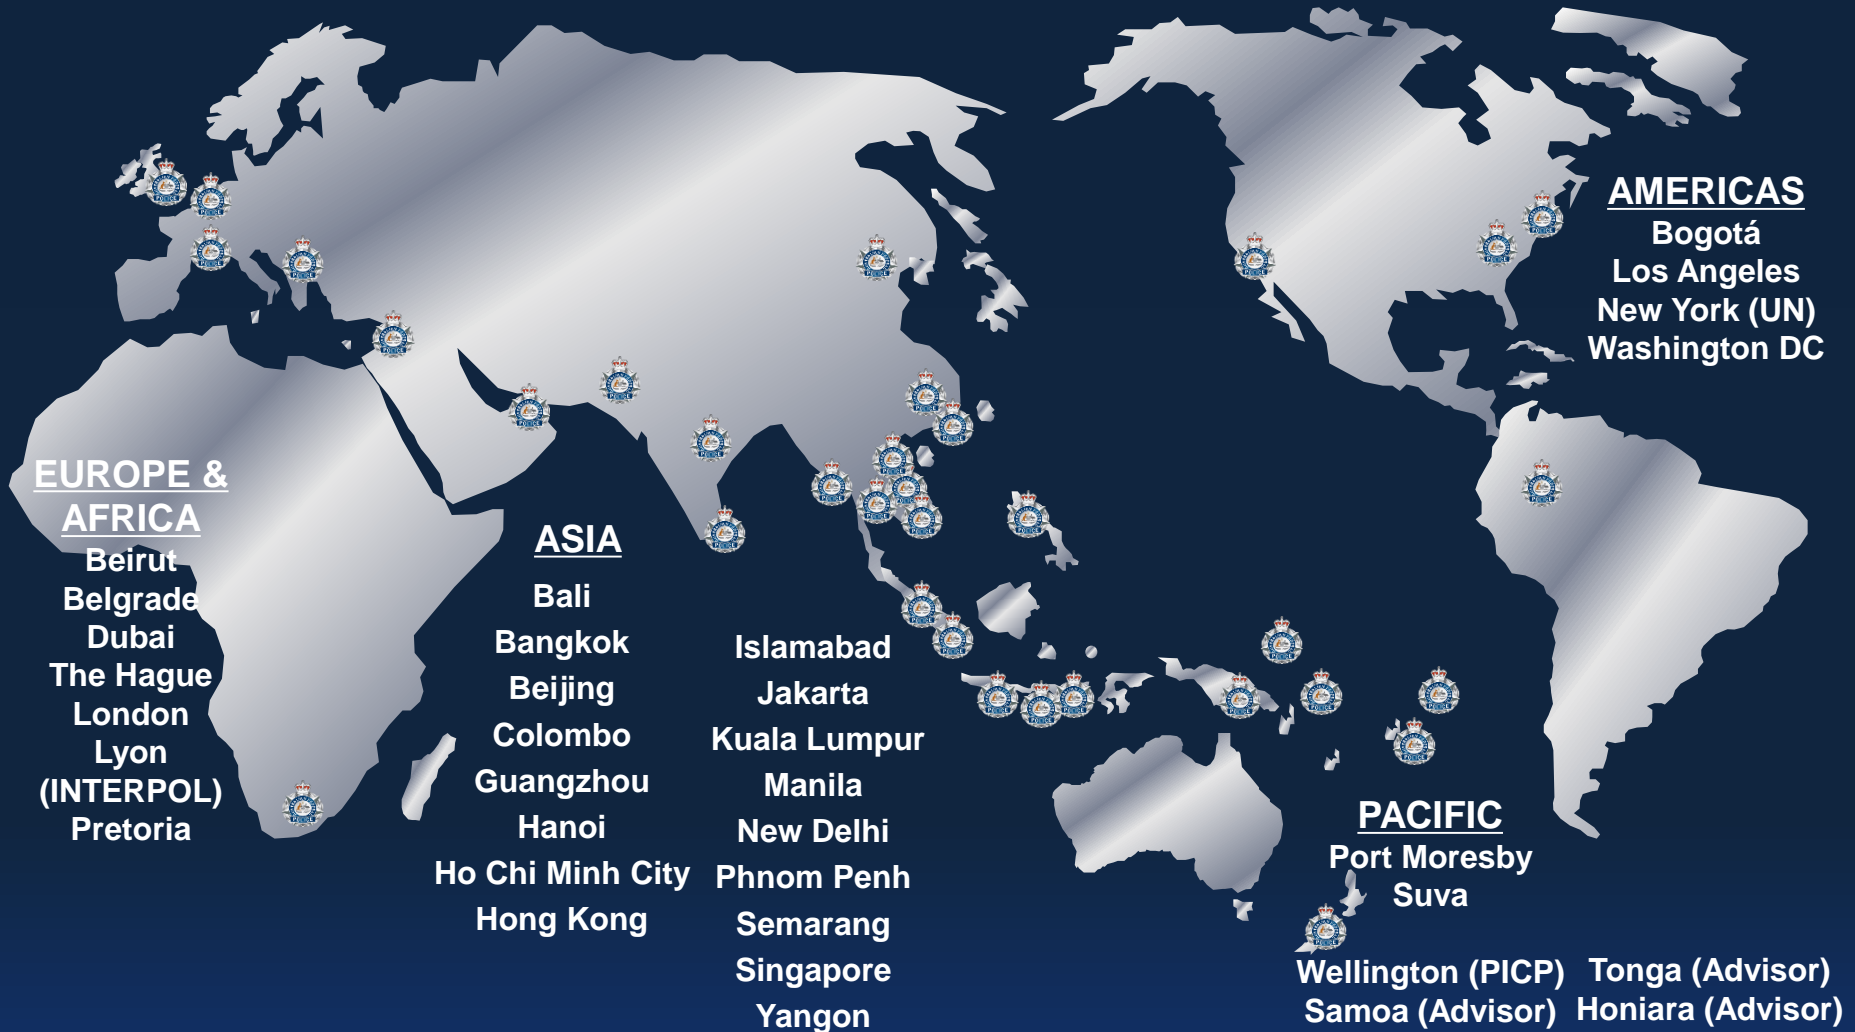 AMERICAS
Bogotá
Los Angeles
New York (UN)
Washington DC
EUROPE &
AFRICA
Beirut
Belgrade
Dubai
The Hague
London
Lyon
(INTERPOL)
Pretoria
ASIA
Bali
Bangkok
Beijing
Colombo
Guangzhou
Hanoi
Ho Chi Minh City
Hong Kong
Islamabad
Jakarta
Kuala Lumpur
Manila
New Delhi
Phnom Penh
Semarang
Singapore
Yangon
PACIFIC
Port Moresby
Suva
Wellington (PICP)
Samoa (Advisor)
Tonga (Advisor)
Honiara (Advisor)